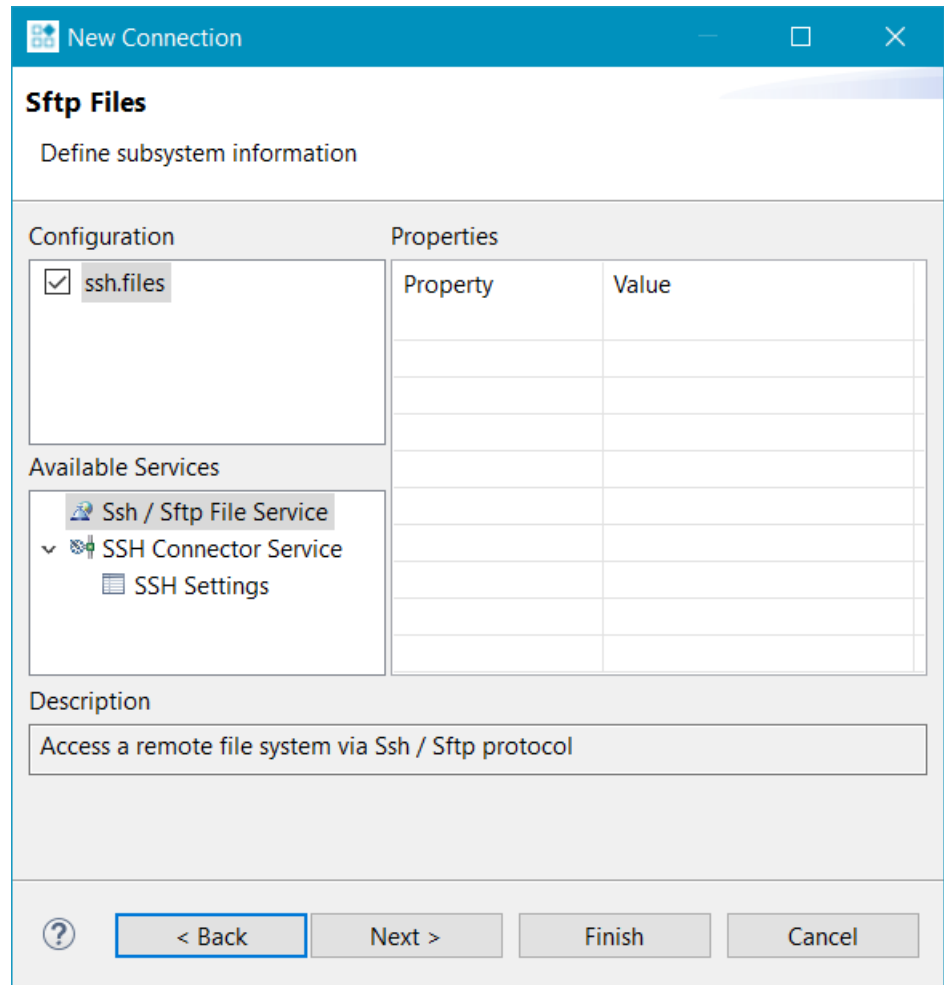 New Connection
Sftp Files
Define subsystem information
Configuration
ssh.files
Properties
Property Value
Available Services
Ssh / Sftp File Service
SSH Connector Service
SSH Settings
Description
Access a remote file system via Ssh / Sftp protocol
? < Back Next > Finish Cancel